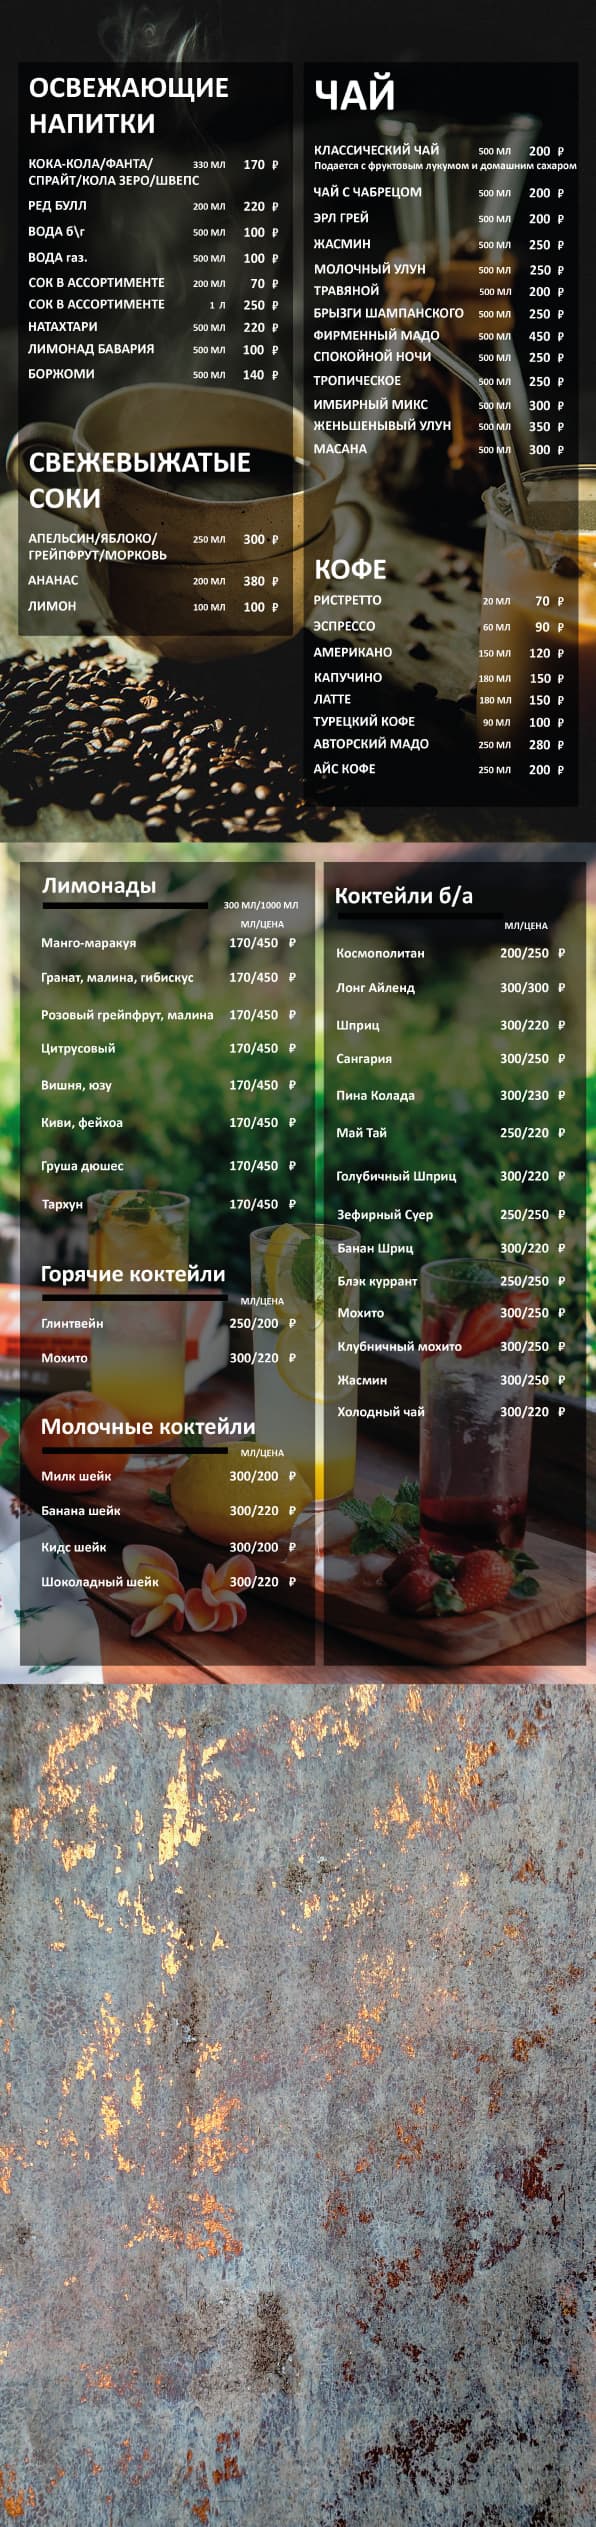 ОСВЕЖАЮЩИЕ
НАПИТКИ
КОКА-КОЛА/ФАНТА/ 330 МЛ 170 ₽
СПРАЙТ/КОЛА ЗЕРО/ШВЕПС
РЕД БУЛЛ 200 МЛ 220 ₽
ВОДА б\г 500 МЛ 100 ₽
ВОДА газ. 500 МЛ 100 ₽
СОК В АССОРТИМЕНТЕ 200 МЛ 70 ₽
СОК В АССОРТИМЕНТЕ 1 Л 250 ₽
НАТАХТАРИ 500 МЛ 220 ₽
ЛИМОНАД БАВАРИЯ 500 МЛ 100 ₽
БОРЖОМИ 500 МЛ 140 ₽
СВЕЖЕВЫЖАТЫЕ
СОКИ
АПЕЛЬСИН/ЯБЛОКО/ 250 МЛ 300 ₽
ГРЕЙПФРУТ/МОРКОВЬ
АНАНАС 200 МЛ 380 ₽
ЛИМОН 100 МЛ 100 ₽
ЧАЙ
КЛАССИЧЕСКИЙ ЧАЙ 500 МЛ 200 ₽
Подается с фруктовым лукумом и домашним сахаром
ЧАЙ С ЧАБРЕЦОМ 500 МЛ 200 ₽
ЭРЛ ГРЕЙ 500 МЛ 200 ₽
ЖАСМИН 500 МЛ 250 ₽
МОЛОЧНЫЙ УЛУН 500 МЛ 250 ₽
ТРАВЯНОЙ 500 МЛ 200 ₽
БРЫЗГИ ШАМПАНСКОГО 500 МЛ 250 ₽
ФИРМЕННЫЙ МАДО 500 МЛ 450 ₽
СПОКОЙНОЙ НОЧИ 500 МЛ 250 ₽
ТРОПИЧЕСКОЕ 500 МЛ 250 ₽
ИМБИРНЫЙ МИКС 500 МЛ 300 ₽
ЖЕНЬШЕНЫВЫЙ УЛУН 500 МЛ 350 ₽
МАСАНА 500 МЛ 300 ₽
КОФЕ
РИСТРЕТТО 20 МЛ 70 ₽
ЭСПРЕССО 60 МЛ 90 ₽
АМЕРИКАНО 150 МЛ 120 ₽
КАПУЧИНО 180 МЛ 150 ₽
ЛАТТЕ 180 МЛ 150 ₽
ТУРЕЦКИЙ КОФЕ 90 МЛ 100 ₽
АВТОРСКИЙ МАДО 250 МЛ 280 ₽
АЙС КОФЕ 250 МЛ 200 ₽
Лимонады
300 МЛ/1000 МЛ
МЛ/ЦЕНА
Манго-маракуя 170/450 ₽
Гранат, малина, гибискус 170/450 ₽
Розовый грейпфрут, малина 170/450 ₽
Цитрусовый 170/450 ₽
Вишня, юзу 170/450 ₽
Киви, фейхоа 170/450 ₽
Груша дюшес 170/450 ₽
Тархун 170/450 ₽
Горячие коктейли
МЛ/ЦЕНА
Глинтвейн 250/200 ₽
Мохито 300/220 ₽
Молочные коктейли
МЛ/ЦЕНА
Милк шейк 300/200 ₽
Банана шейк 300/220 ₽
Кидс шейк 300/200 ₽
Шоколадный шейк 300/220 ₽
Коктейли б/а
МЛ/ЦЕНА
Космополитан 200/250 ₽
Лонг Айленд 300/300 ₽
Шприц 300/220 ₽
Сангария 300/250 ₽
Пина Колада 300/230 ₽
Май Тай 250/220 ₽
Голубичный Шприц 300/220 ₽
Зефирный Суер 250/250 ₽
Банан Шриц 300/220 ₽
Блэк куррант 250/250 ₽
Мохито 300/250 ₽
Клубничный мохито 300/250 ₽
Жасмин 300/250 ₽
Холодный чай 300/220 ₽